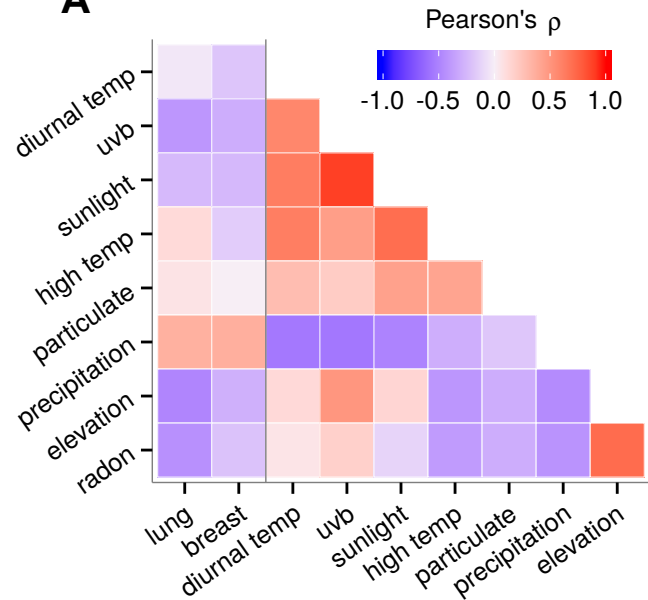 A
Pearson's ρ
-1.0 -0.5 0.0 0.5 1.0
diurnal temp
uvb
sunlight
high temp
particulate
precipitation
elevation
radon
lung
breast
diurnal temp
uvb
sunlight
high temp
particulate
precipitation
elevation